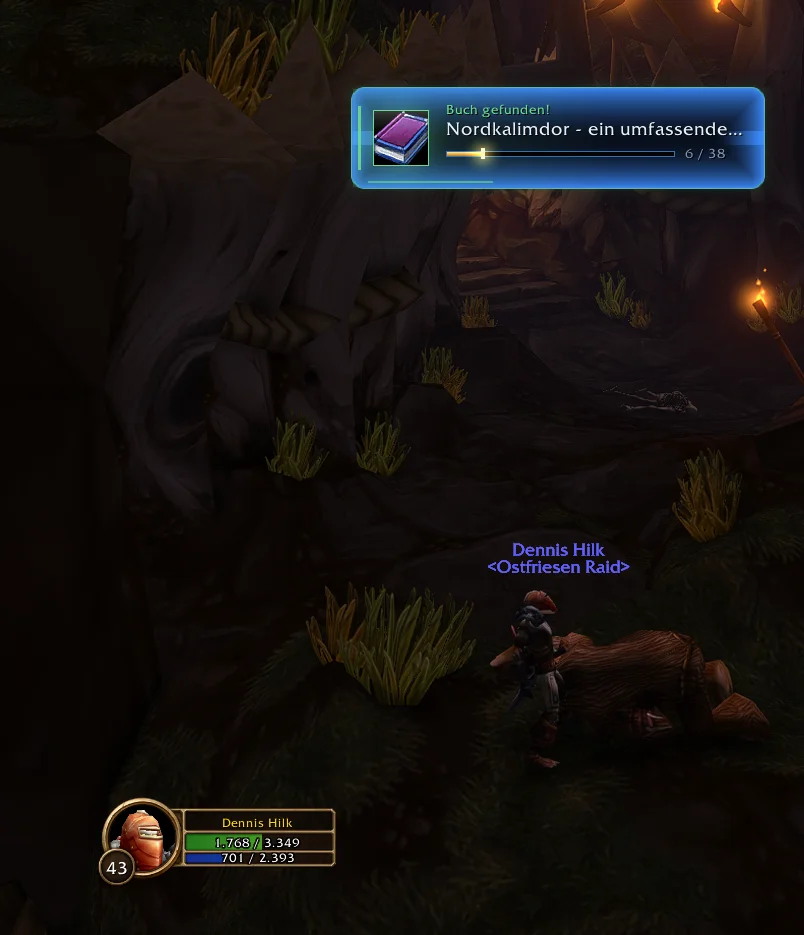 Buch gefunden!
Nordkalimdor - ein umfassende...
6 / 38
Dennis Hilk
<Ostfriesen Raid>
Dennis Hilk
1.768 / 3.349
701 / 2.393
43